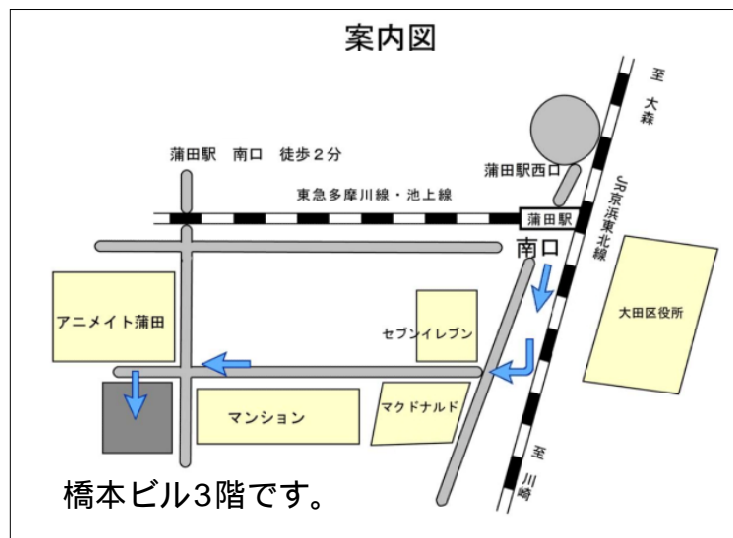 案内図
至 大森
蒲田駅 南口 徒歩2分
蒲田駅西口
JR京浜東北線
東急多摩川線・池上線
蒲田駅
南口
アニメイト蒲田
セブンイレブン
大田区役所
マンション
マクドナルド
至 川崎
橋本ビル3階です。